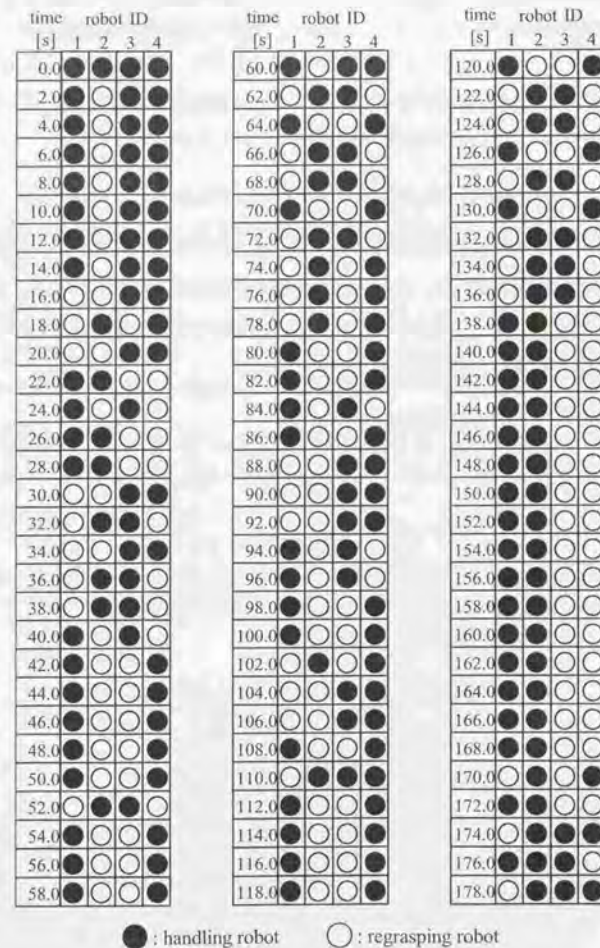 time robot ID time robot ID time robot ID
[s] 1 2 3 4 [s] 1 2 3 4 [s] 1 2 3 4
0.0 60.0 120.0
2.0 62.0 122.0
4.0 64.0 124.0
6.0 66.0 126.0
8.0 68.0 128.0
10.0 70.0 130.0
12.0 72.0 132.0
14.0 74.0 134.0
16.0 76.0 136.0
18.0 78.0 138.0
20.0 80.0 140.0
22.0 82.0 142.0
24.0 84.0 144.0
26.0 86.0 146.0
28.0 88.0 148.0
30.0 90.0 150.0
32.0 92.0 152.0
34.0 94.0 154.0
36.0 96.0 156.0
38.0 98.0 158.0
40.0 100.0 160.0
42.0 102.0 162.0
44.0 104.0 164.0
46.0 106.0 166.0
48.0 108.0 168.0
50.0 110.0 170.0
52.0 112.0 172.0
54.0 114.0 174.0
56.0 116.0 176.0
58.0 118.0 178.0
: handling robot : regrasping robot